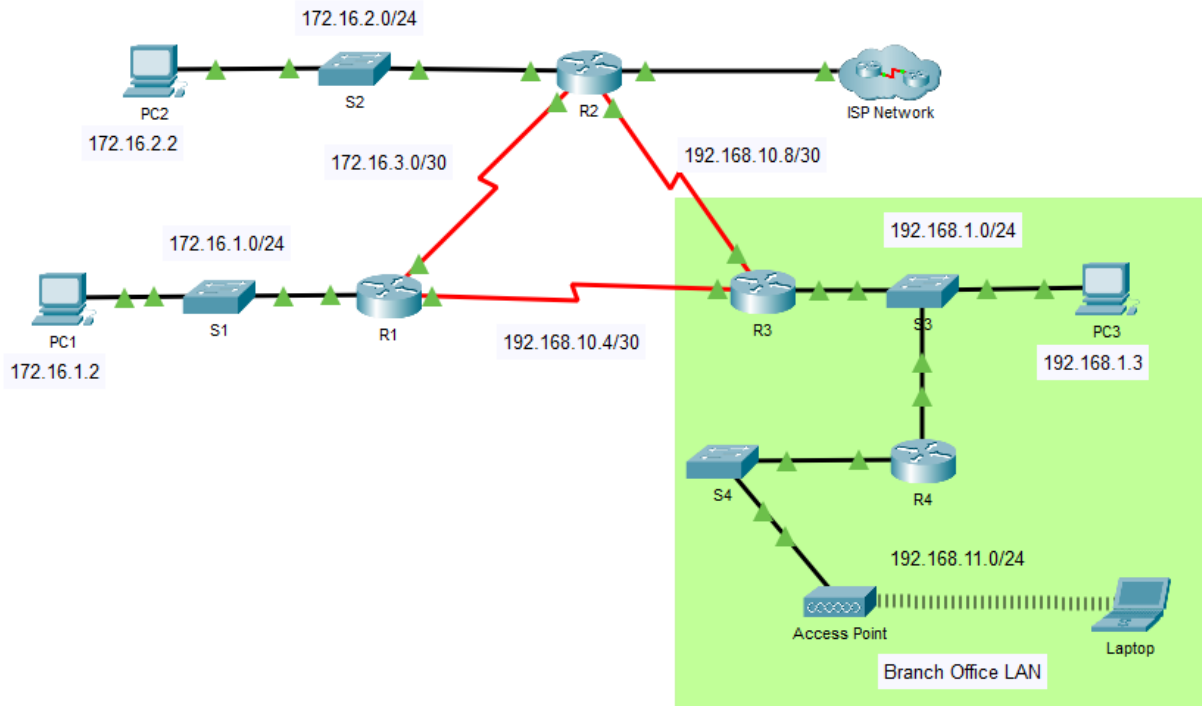 172.16.2.0/24
PC2
S2
R2
ISP Network
172.16.2.2
172.16.3.0/30
192.168.10.8/30
172.16.1.0/24
192.168.1.0/24
PC1
S1
R1
R3
S3
PC3
172.16.1.2
192.168.10.4/30
192.168.1.3
S4
R4
192.168.11.0/24
Access Point
Laptop
Branch Office LAN